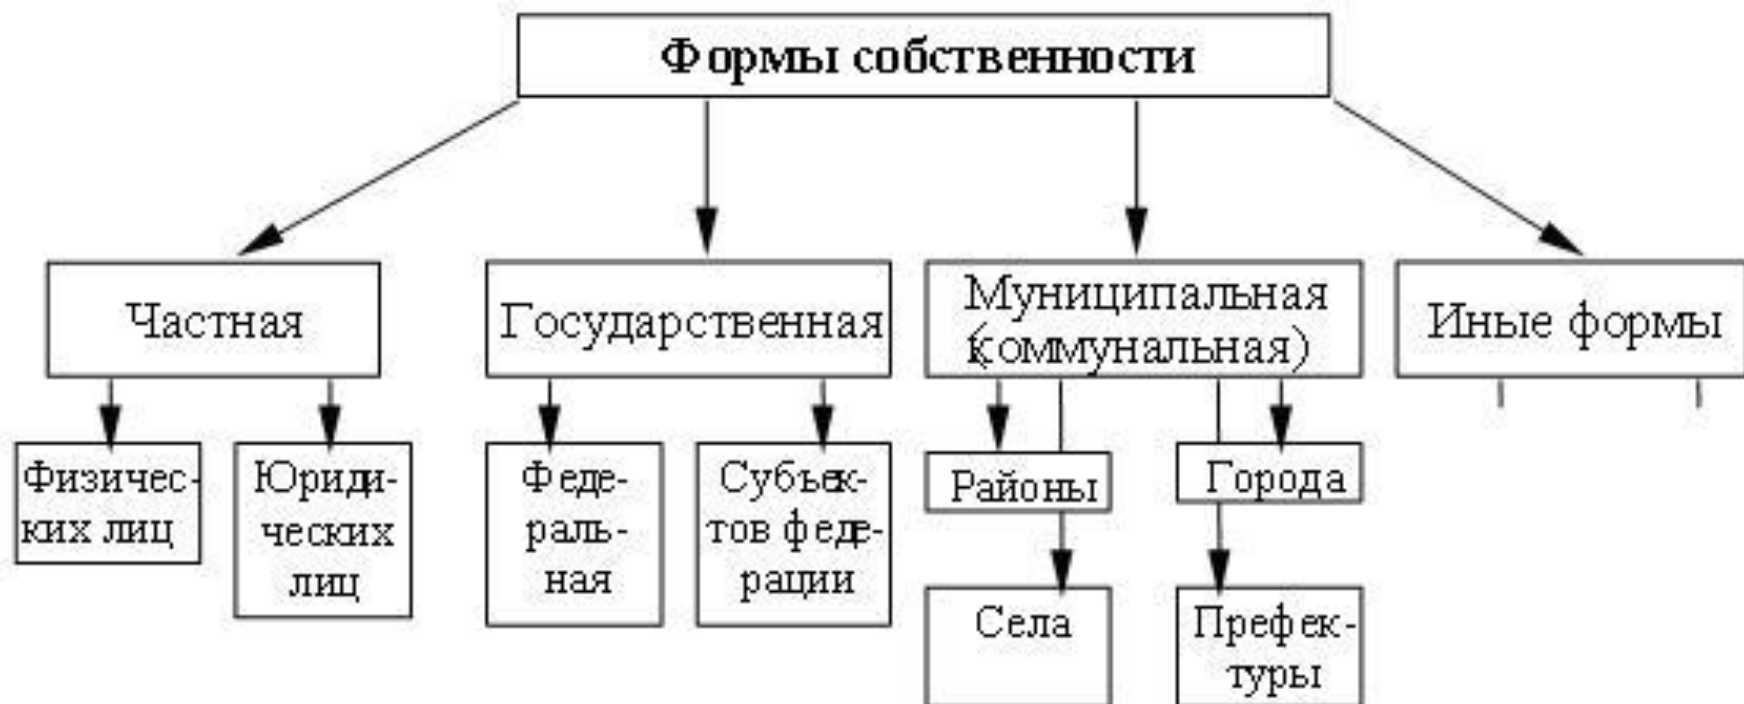 Формы собственности
Частная
Государственная
Муниципальная
(коммунальная)
Иные формы
Физичес-
ких лиц
Юриди-
ческих
лиц
Феде-
раль-
ная
Субъек-
тов феде-
рации
Районы
Города
Села
Префек-
туры